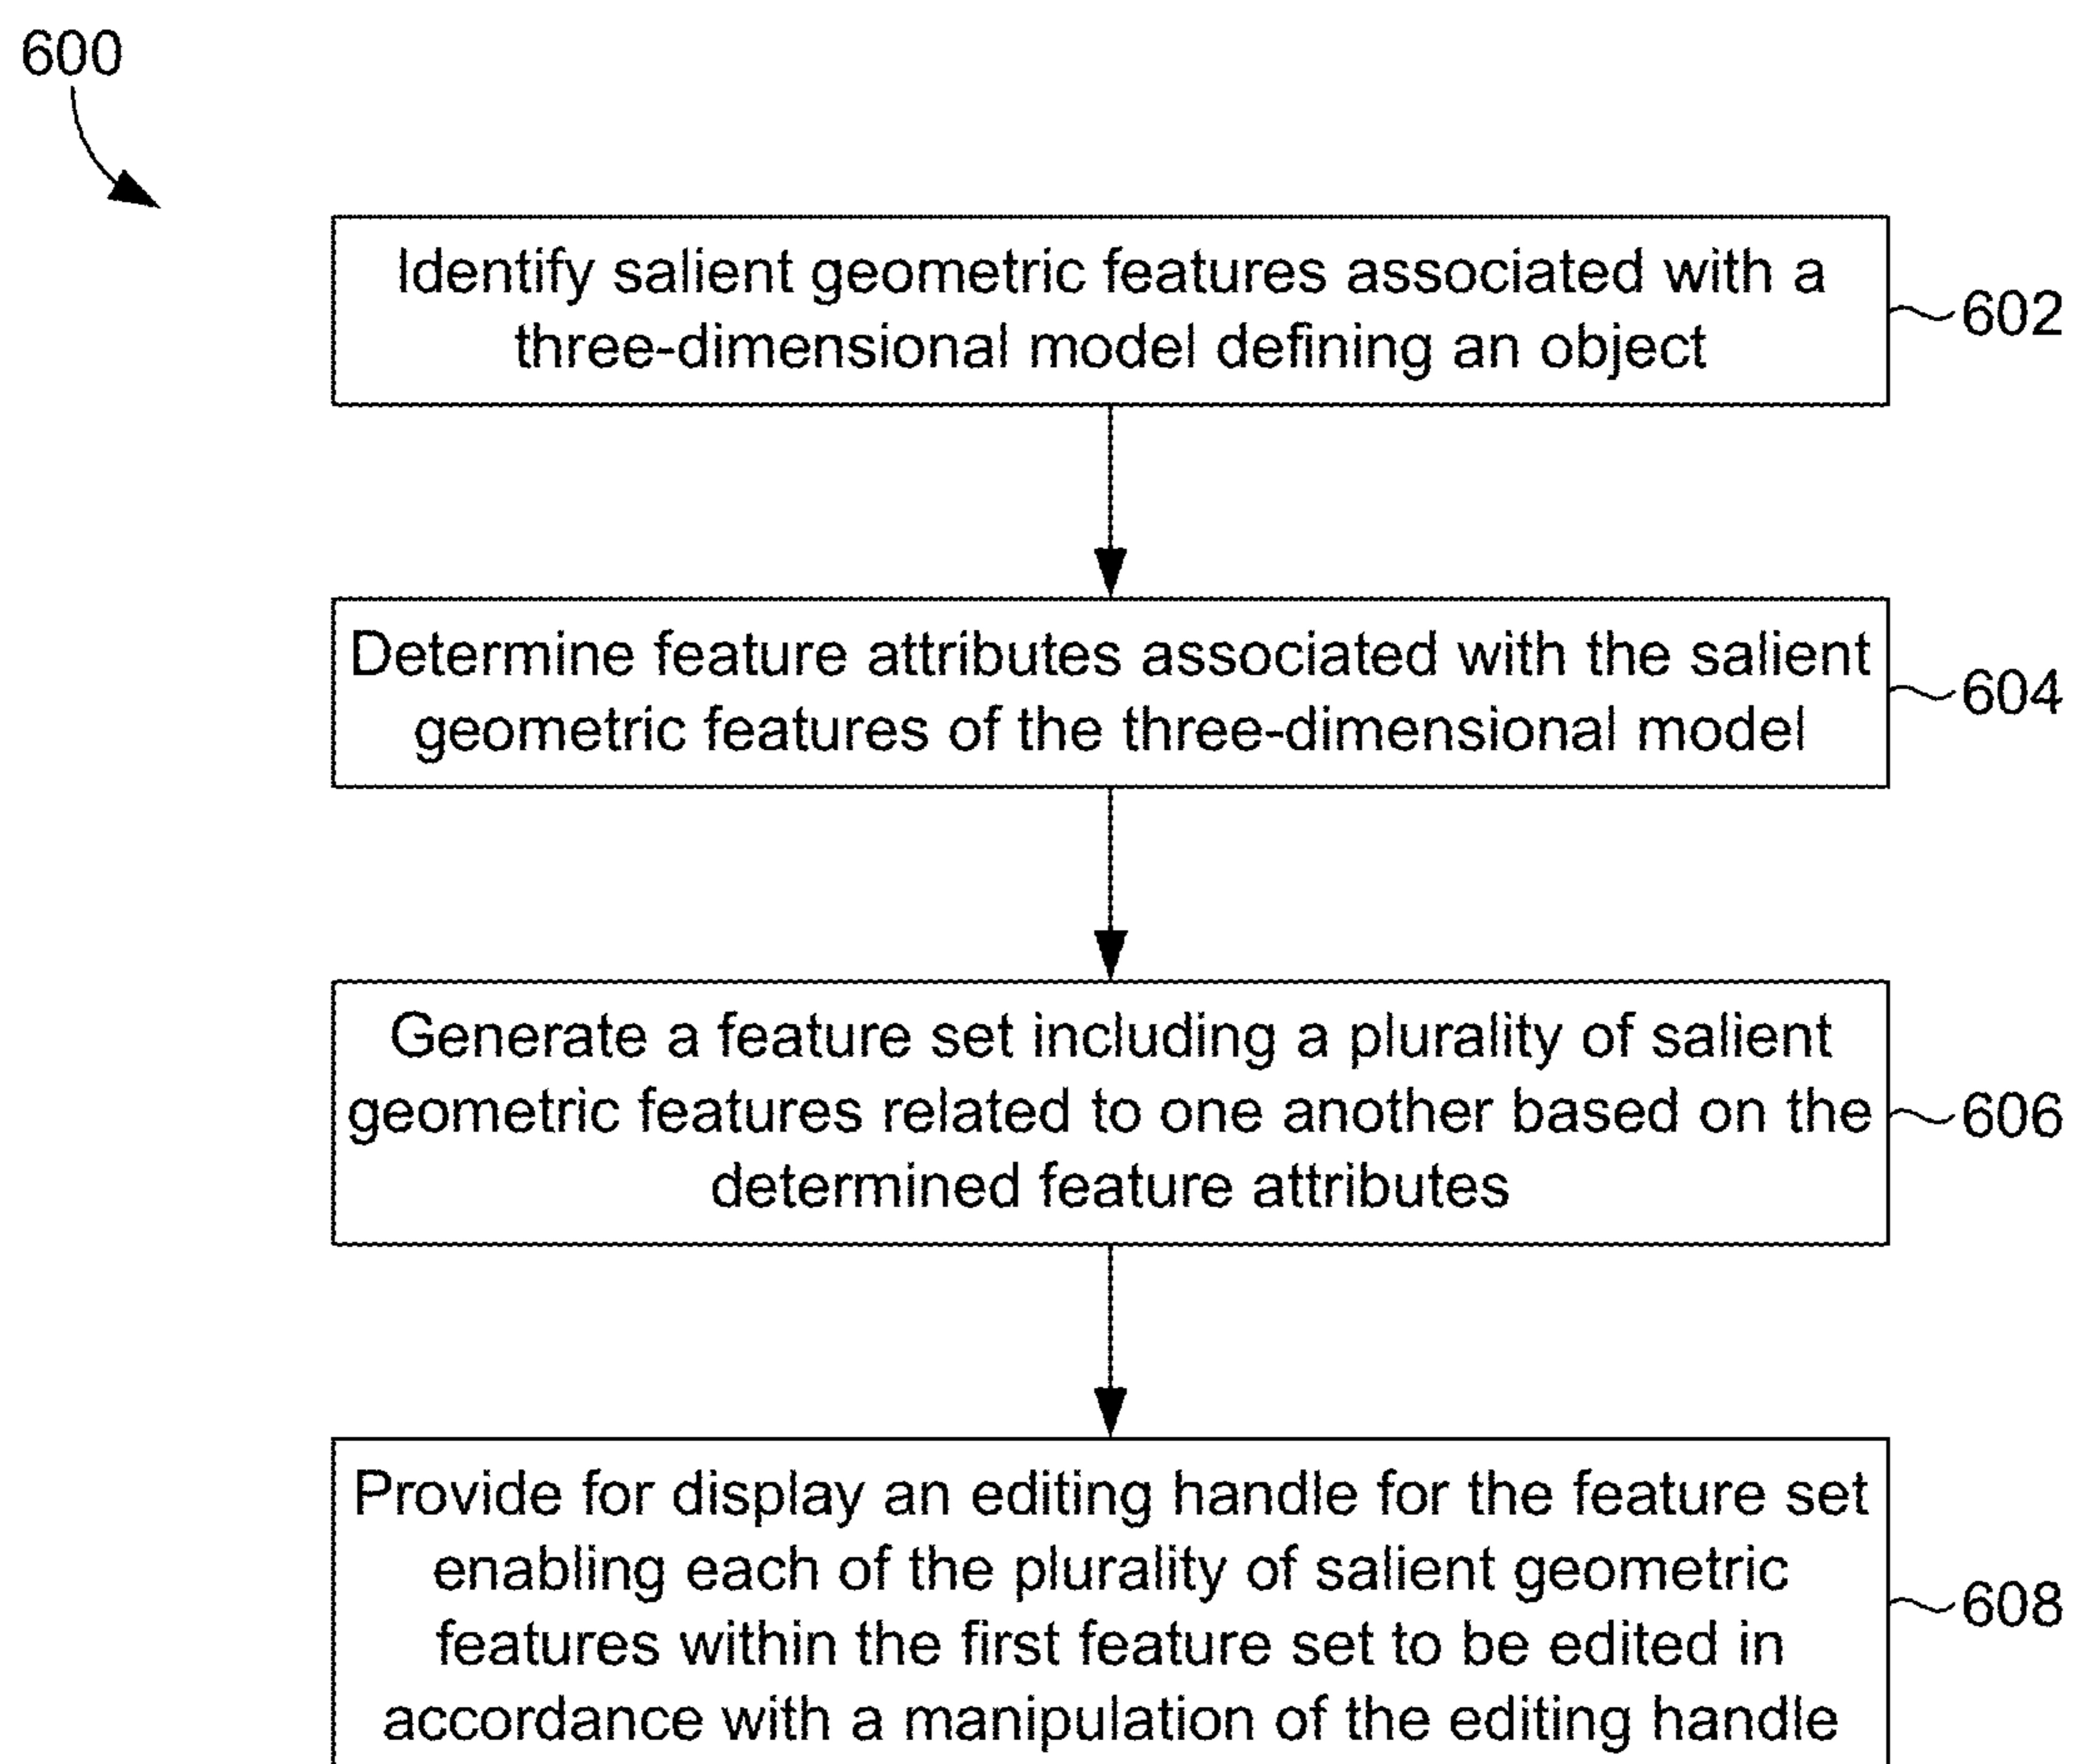 600
Identify salient geometric features associated with a
three-dimensional model defining an object
602
Determine feature attributes associated with the salient
geometric features of the three-dimensional model
604
Generate a feature set including a plurality of salient
geometric features related to one another based on the
determined feature attributes
606
Provide for display an editing handle for the feature set
enabling each of the plurality of salient geometric
features within the first feature set to be edited in
accordance with a manipulation of the editing handle
608